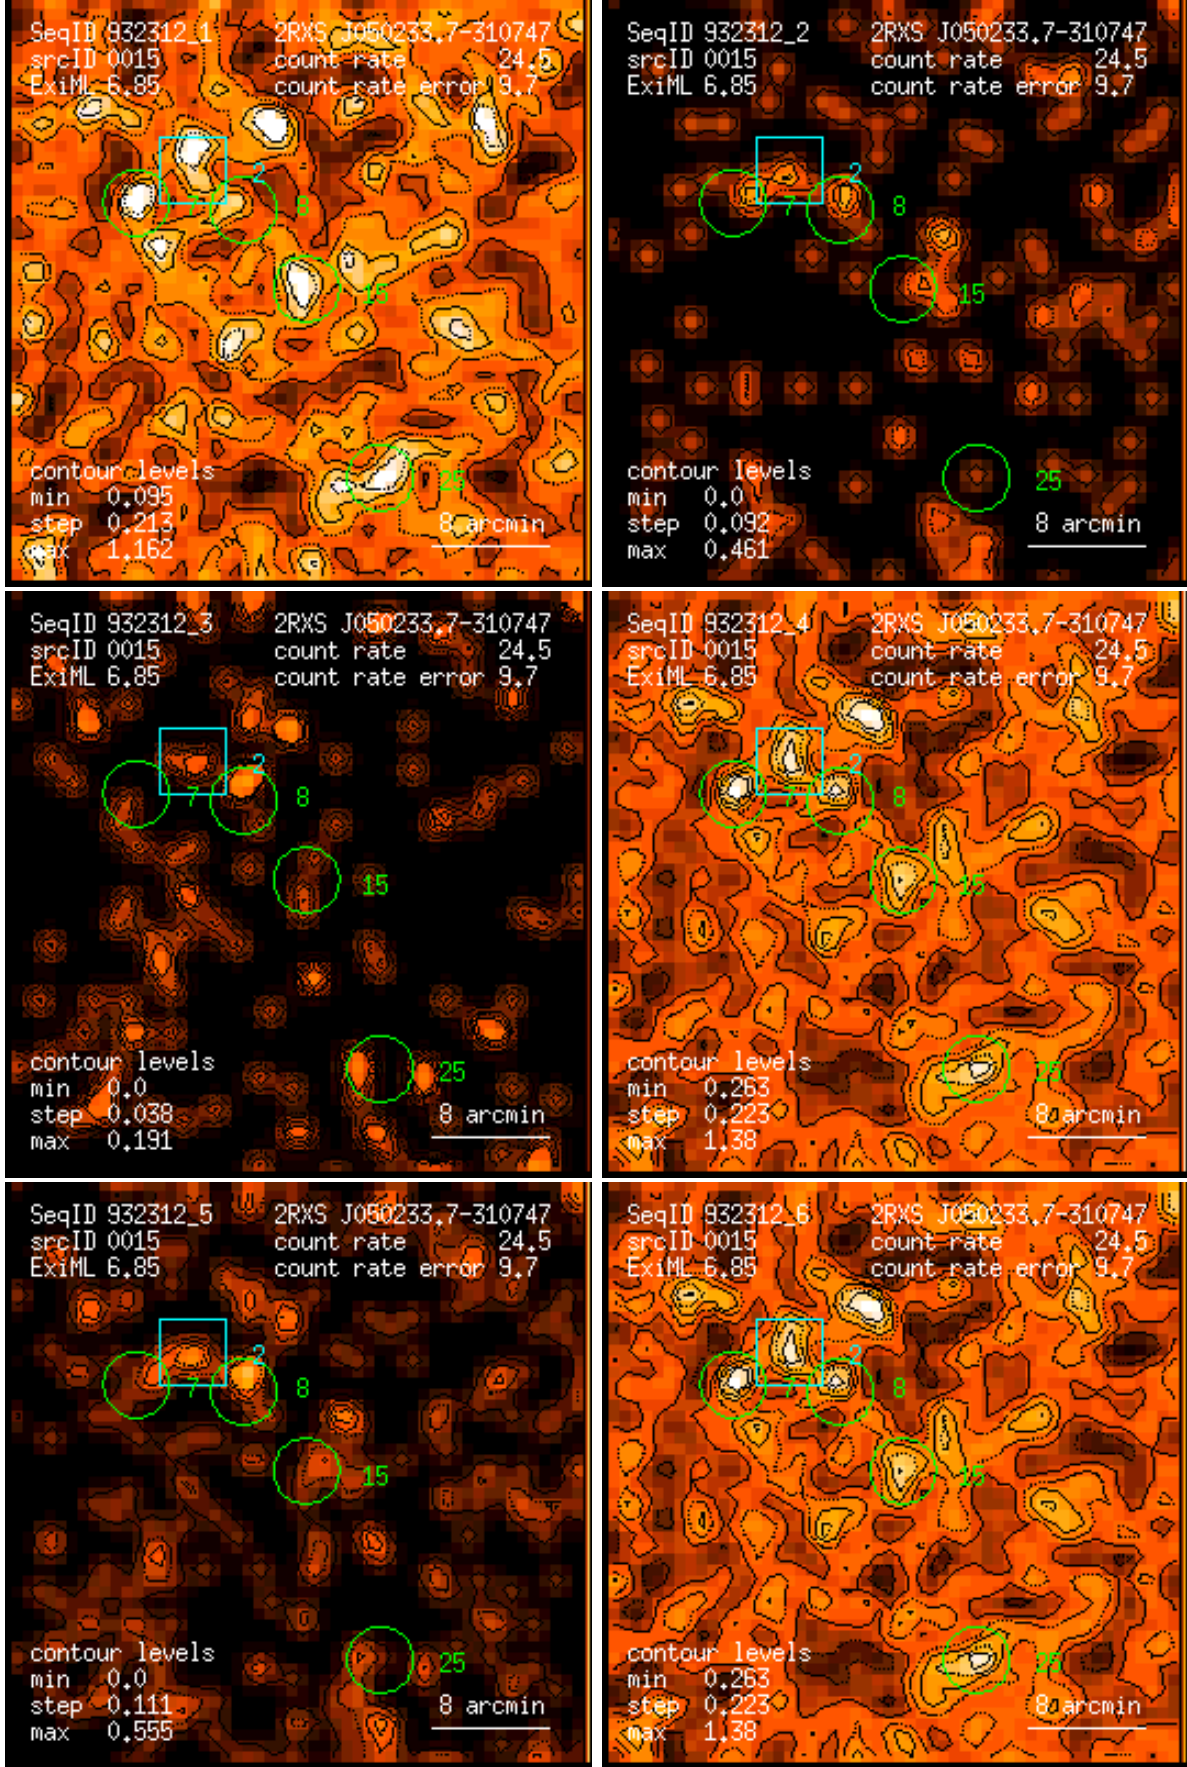 SeqID 932312_1 2RXS J050233.7-310747
srcID 0015 count rate 24.5
ExiML 6.85 count rate error 9.7
2
7 8
15
25
contour levels
min 0.095
step 0.213
max 1.162
8 arcmin
SeqID 932312_2 2RXS J050233.7-310747
srcID 0015 count rate 24.5
ExiML 6.85 count rate error 9.7
2
7 8
15
25
contour levels
min 0.0
step 0.092
max 0.461
8 arcmin
SeqID 932312_3 2RXS J050233.7-310747
srcID 0015 count rate 24.5
ExiML 6.85 count rate error 9.7
2
7 8
15
25
contour levels
min 0.0
step 0.038
max 0.191
8 arcmin
SeqID 932312_4 2RXS J050233.7-310747
srcID 0015 count rate 24.5
ExiML 6.85 count rate error 9.7
2
7 8
15
25
contour levels
min 0.263
step 0.223
max 1.38
8 arcmin
SeqID 932312_5 2RXS J050233.7-310747
srcID 0015 count rate 24.5
ExiML 6.85 count rate error 9.7
2
7 8
15
25
contour levels
min 0.0
step 0.111
max 0.555
8 arcmin
SeqID 932312_6 2RXS J050233.7-310747
srcID 0015 count rate 24.5
ExiML 6.85 count rate error 9.7
2
7 8
15
25
contour levels
min 0.263
step 0.223
max 1.38
8 arcmin